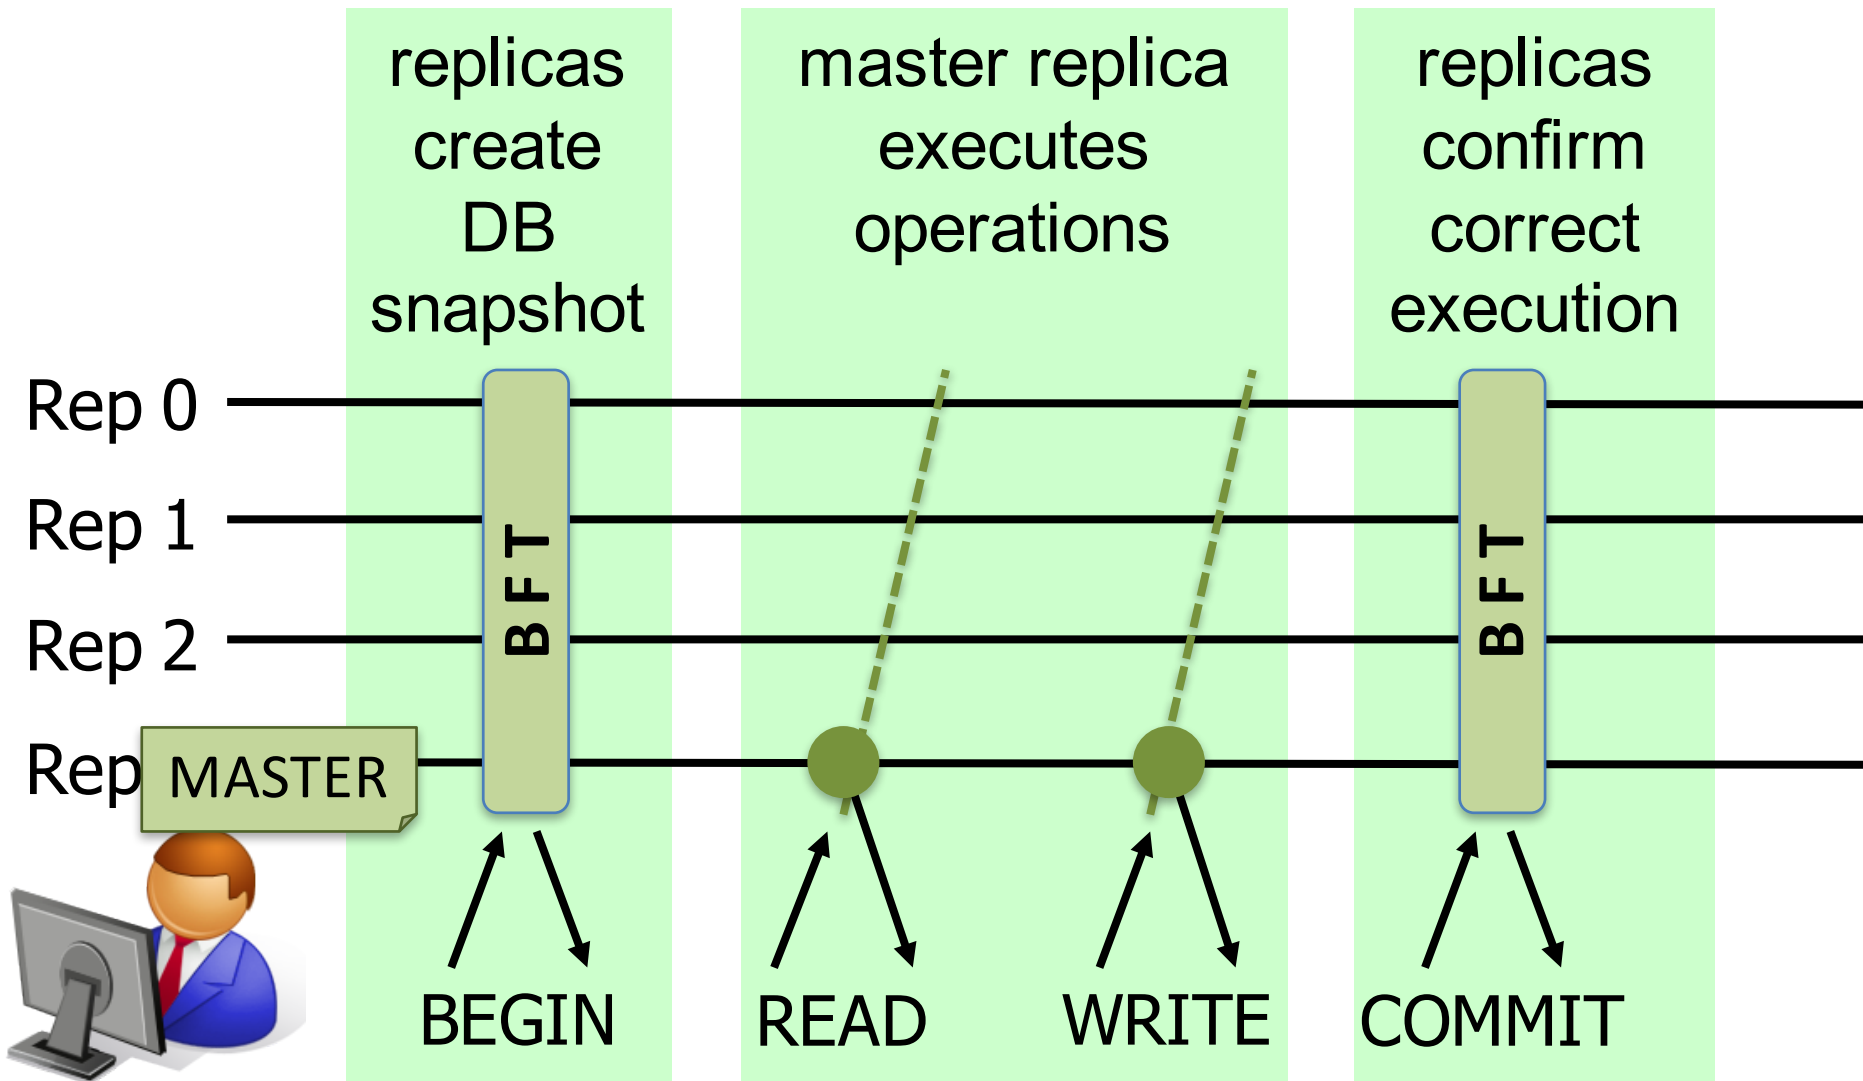 replicas
create
DB
snapshot
master replica
executes
operations
replicas
confirm
correct
execution
Rep 0
Rep 1
Rep 2
Rep
MASTER
BFT
BFT
BEGIN
READ
WRITE
COMMIT